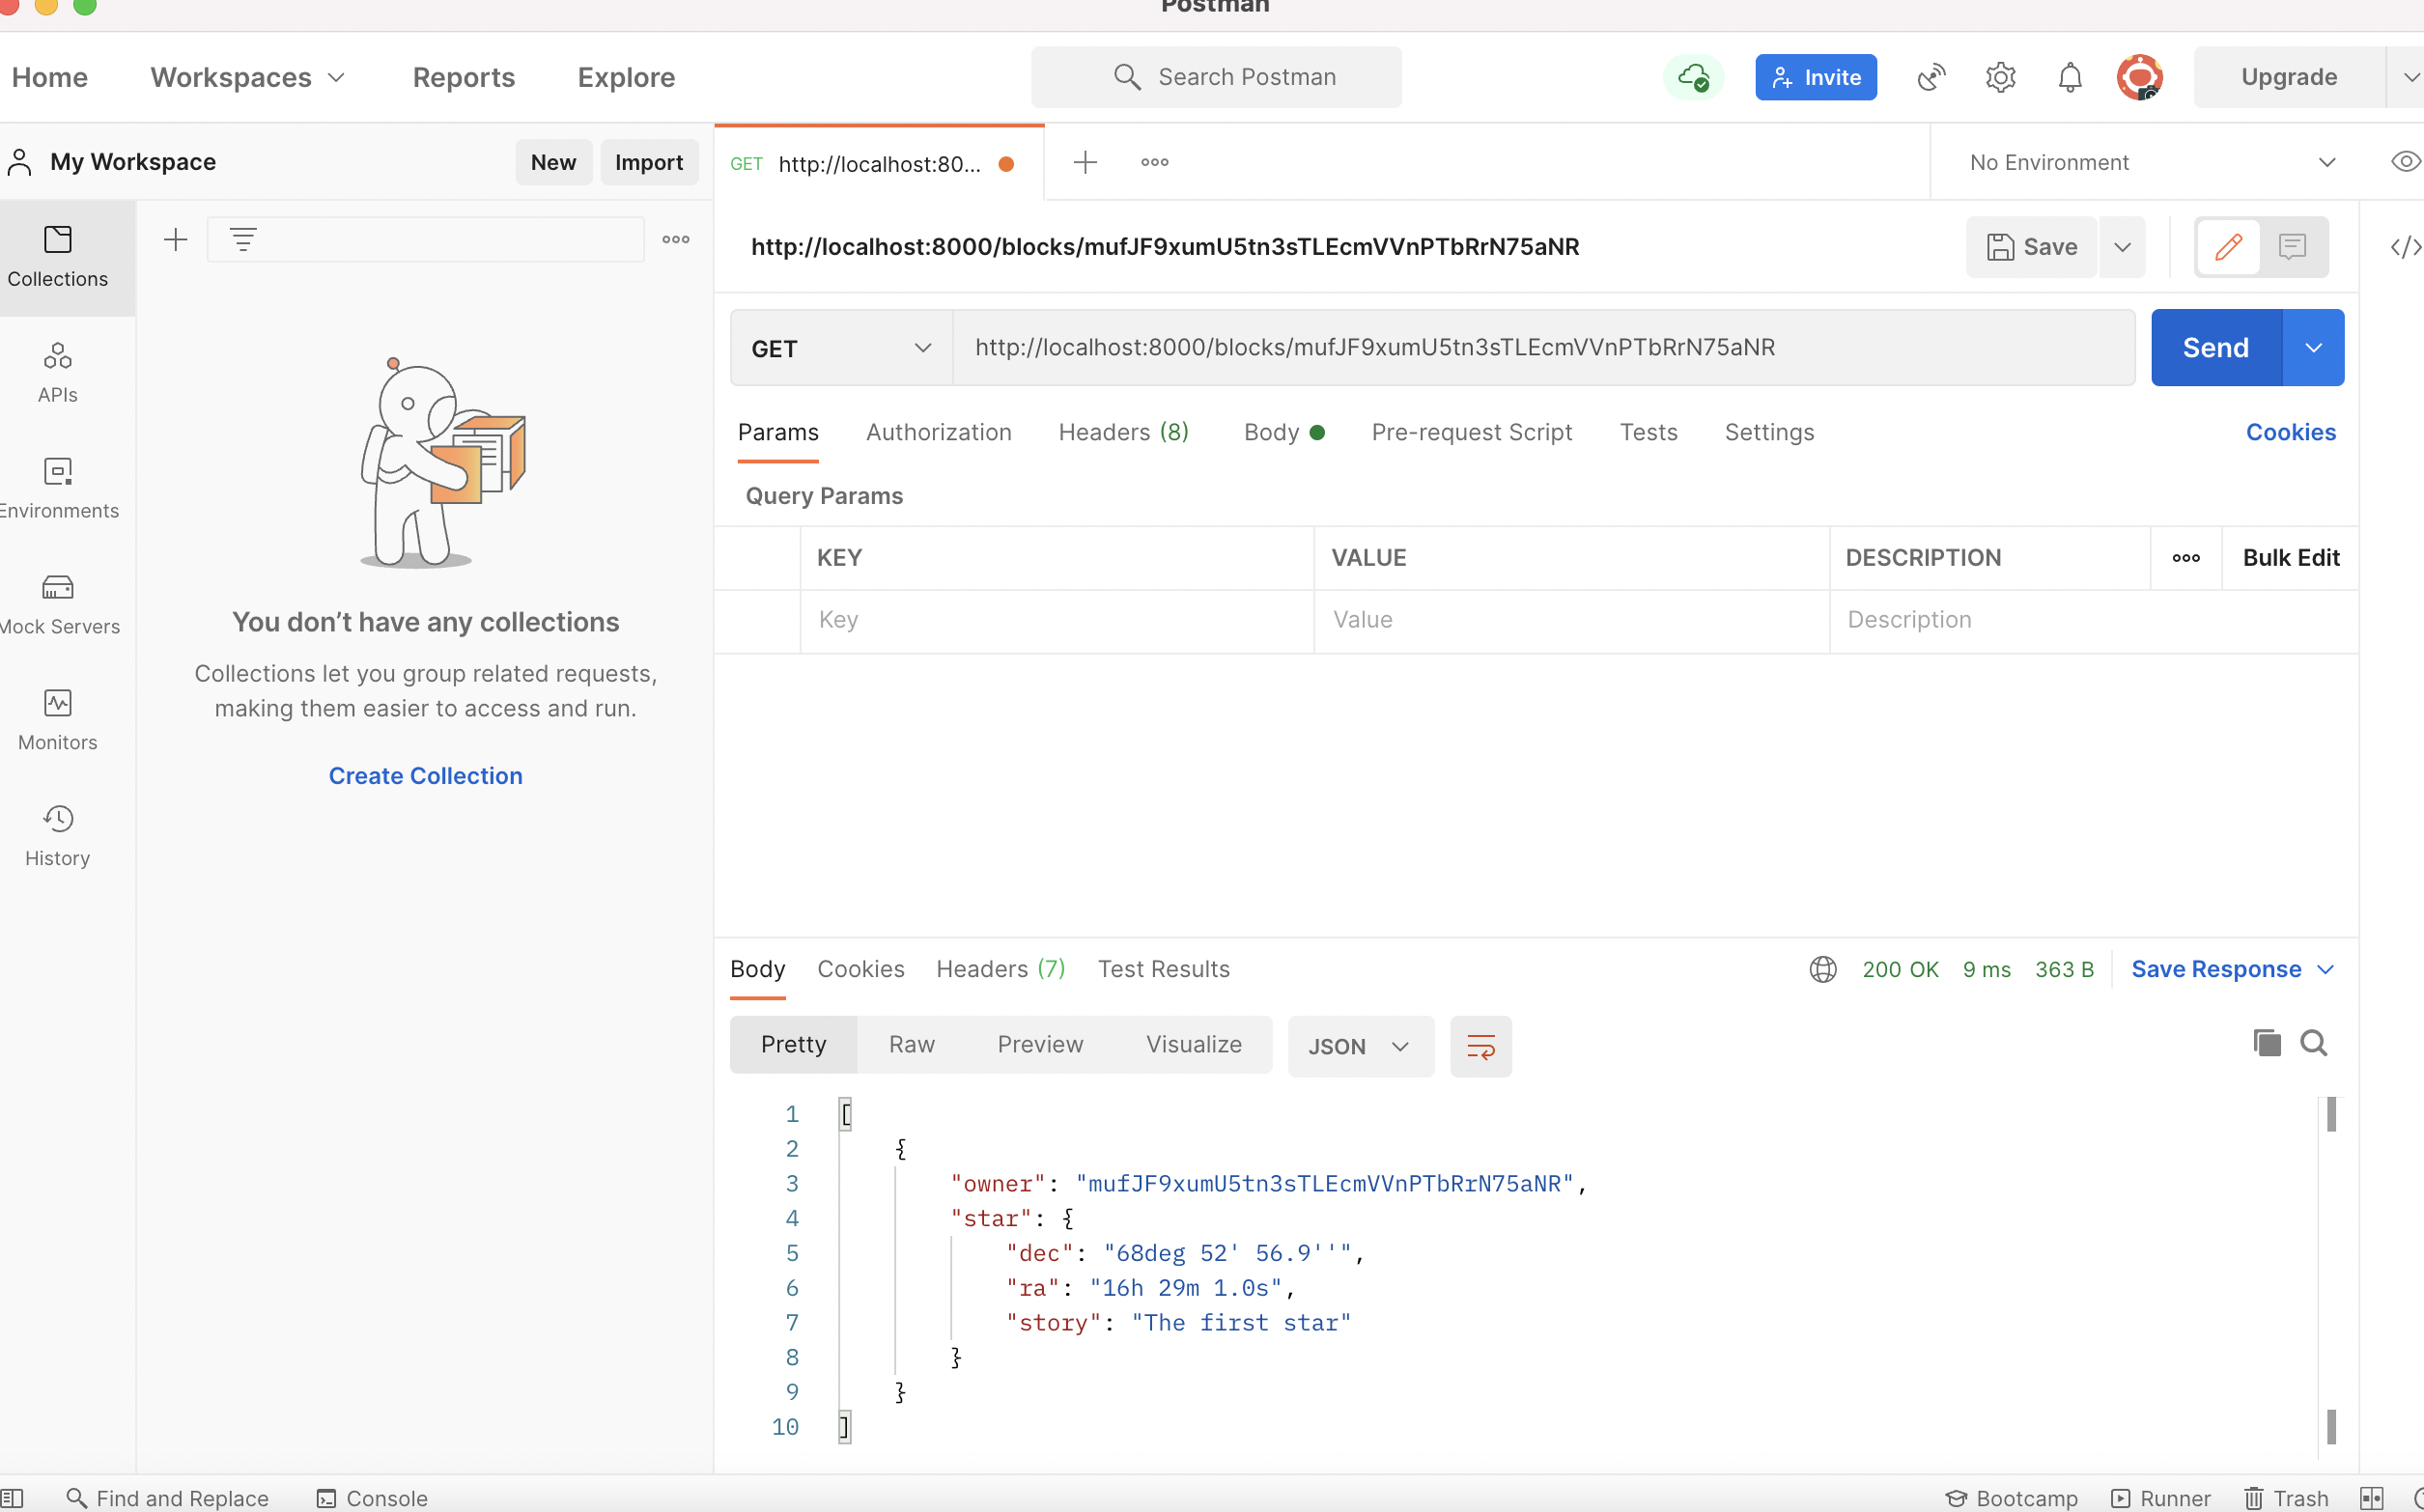 Postman
Home Workspaces Reports Explore Search Postman Invite Upgrade
My Workspace New Import GET http://localhost:80... No Environment
http://localhost:8000/blocks/mufJF9xumU5tn3sTLEcmVVnPTbRrN75aNR Save
Collections
GET http://localhost:8000/blocks/mufJF9xumU5tn3sTLEcmVVnPTbRrN75aNR Send
APIs
Params Authorization Headers (8) Body Pre-request Script Tests Settings Cookies
Environments
Query Params
KEY VALUE DESCRIPTION Bulk Edit
Key Value Description
Mock Servers
You don’t have any collections
Collections let you group related requests,
making them easier to access and run.
Monitors
Create Collection
History
Body Cookies Headers (7) Test Results 200 OK 9 ms 363 B Save Response
Pretty Raw Preview Visualize JSON
1 [
2 {
3 "owner": "mufJF9xumU5tn3sTLEcmVVnPTbRrN75aNR",
4 "star": {
5 "dec": "68deg 52' 56.9''",
6 "ra": "16h 29m 1.0s",
7 "story": "The first star"
8 }
9 }
10 ]
Find and Replace Console Bootcamp Runner Trash